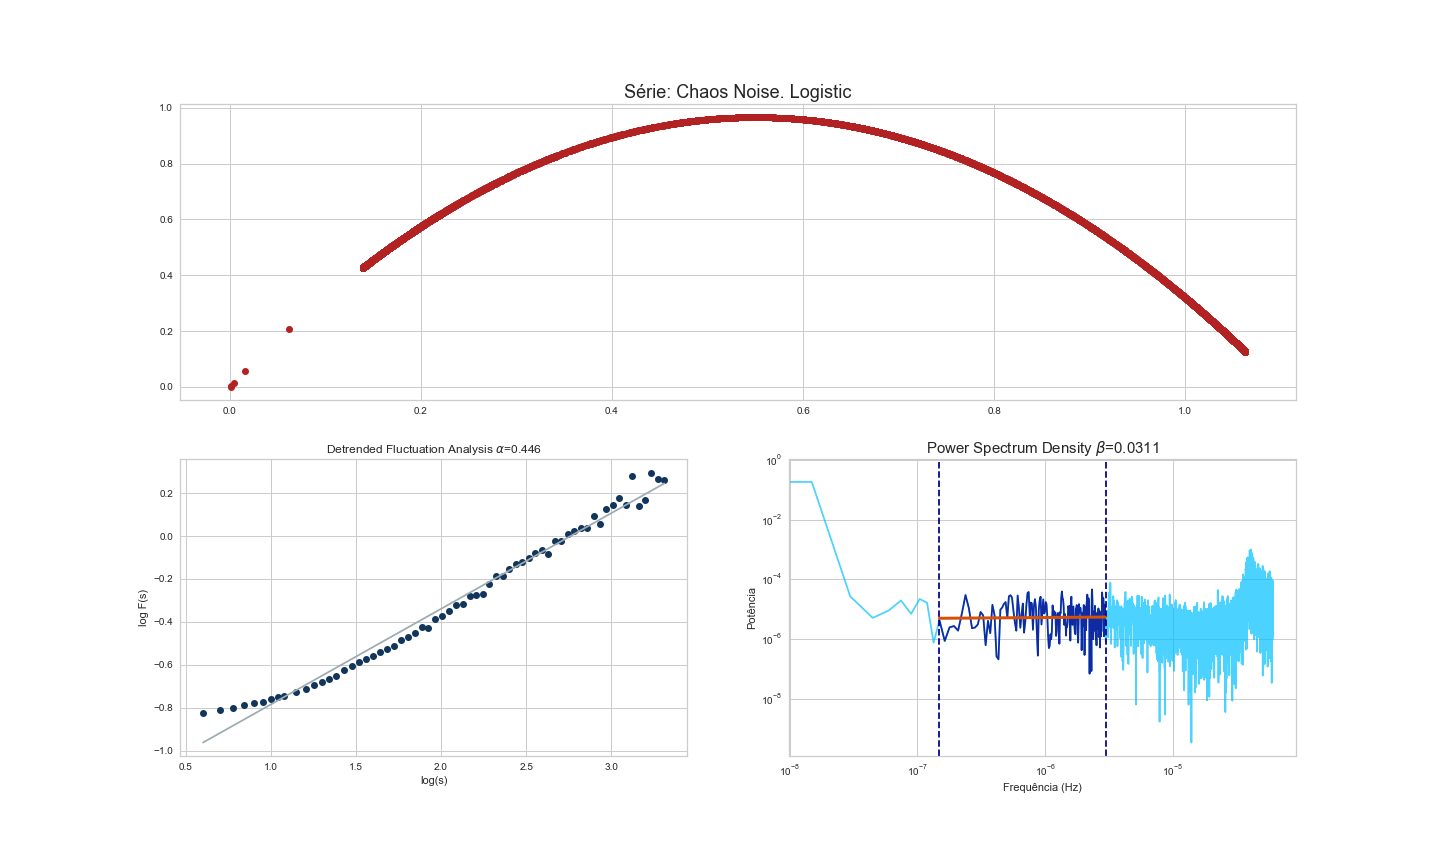 Série: Chaos Noise. Logistic
1.0
0.8
0.6
0.4
0.2
0.0
0.0 0.2 0.4 0.6 0.8 1.0
Detrended Fluctuation Analysis α=0.446
log F(s)
0.2
0.0
−0.2
−0.4
−0.6
−0.8
−1.0
0.5 1.0 1.5 2.0 2.5 3.0
log(s)
Power Spectrum Density β=0.0311
Potência
10⁰
10⁻²
10⁻⁴
10⁻⁶
10⁻⁸
10⁻⁸ 10⁻⁷ 10⁻⁶ 10⁻⁵
Frequência (Hz)